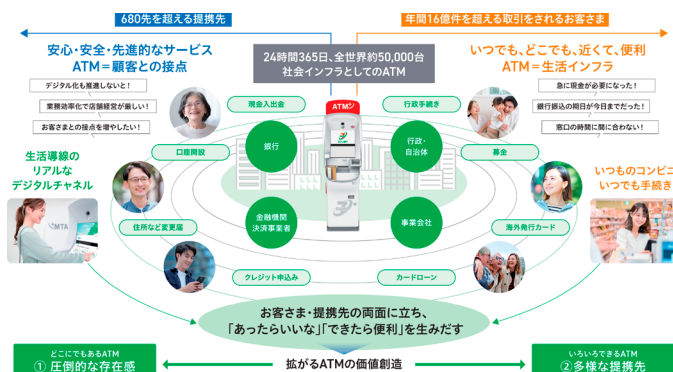 680先を超える提携先
年間16億件を超える取引をされるお客さま
安心・安全・先進的なサービス
ATM＝顧客との接点
24時間365日、全世界約50,000台
社会インフラとしてのATM
いつでも、どこでも、近くて、便利
ATM＝生活インフラ
デジタル化も推進しないと！
業務効率化で店舗経営が厳しい！
お客さまとの接点を増やしたい！
急に現金が必要になった！
銀行振込の期日が今日までだった！
窓口の時間に間に合わない！
現金入出金
ATM
行政手続き
銀行
行政・
自治体
口座開設
募金
生活導線の
リアルな
デジタルチャネル
いつものコンビニ
いつでも手続き
金融機関
決済事業者
事業会社
住所など変更届
海外発行カード
クレジット申込み
カードローン
お客さま・提携先の両面に立ち、
「あったらいいな」「できたら便利」を生みだす
どこにでもあるATM
① 圧倒的な存在感
拡がるATMの価値創造
いろいろできるATM
②多様な提携先